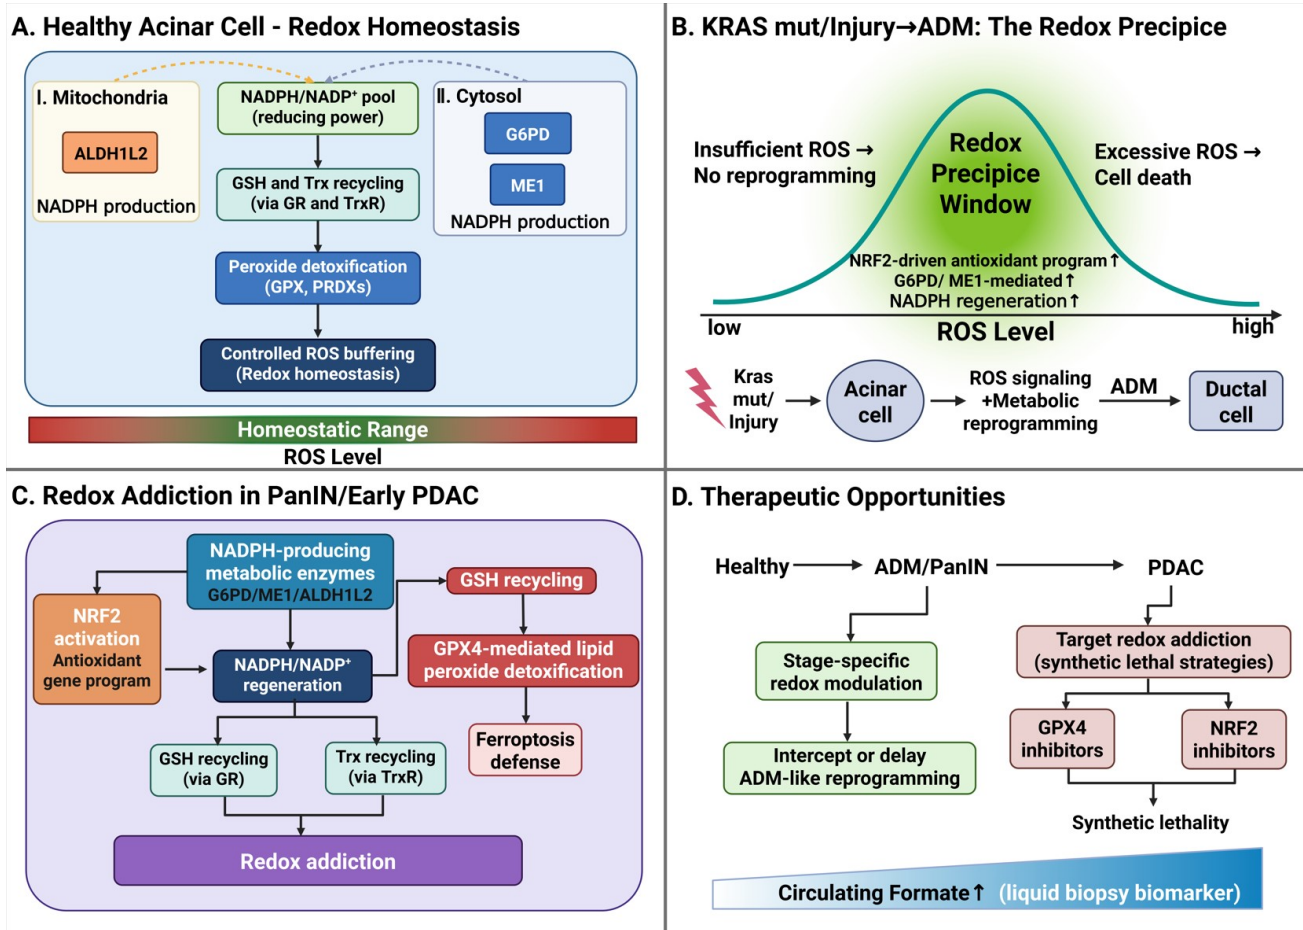 A. Healthy Acinar Cell - Redox Homeostasis
I. Mitochondria
ALDH1L2
NADPH production
NADPH/NADP⁺ pool
(reducing power)
GSH and Trx recycling
(via GR and TrxR)
Peroxide detoxification
(GPX, PRDXs)
Controlled ROS buffering
(Redox homeostasis)
II. Cytosol
G6PD
ME1
NADPH production
Homeostatic Range
ROS Level
B. KRAS mut/Injury→ADM: The Redox Precipice
Insufficient ROS →
No reprogramming
Redox
Precipice
Window
Excessive ROS →
Cell death
NRF2-driven antioxidant program↑
G6PD/ ME1-mediated↑
NADPH regeneration↑
low
ROS Level
high
Kras
mut/
Injury
Acinar
cell
ROS signaling
+Metabolic
reprogramming
ADM
Ductal
cell
C. Redox Addiction in PanIN/Early PDAC
NADPH-producing
metabolic enzymes
G6PD/ME1/ALDH1L2
NRF2
activation
Antioxidant
gene program
NADPH/NADP⁺
regeneration
GSH recycling
GPX4-mediated lipid
peroxide detoxification
Ferroptosis
defense
GSH recycling
(via GR)
Trx recycling
(via TrxR)
Redox addiction
D. Therapeutic Opportunities
Healthy
ADM/PanIN
PDAC
Stage-specific
redox modulation
Intercept or delay
ADM-like reprogramming
Target redox addiction
(synthetic lethal strategies)
GPX4
inhibitors
NRF2
inhibitors
Synthetic lethality
Circulating Formate↑ (liquid biopsy biomarker)